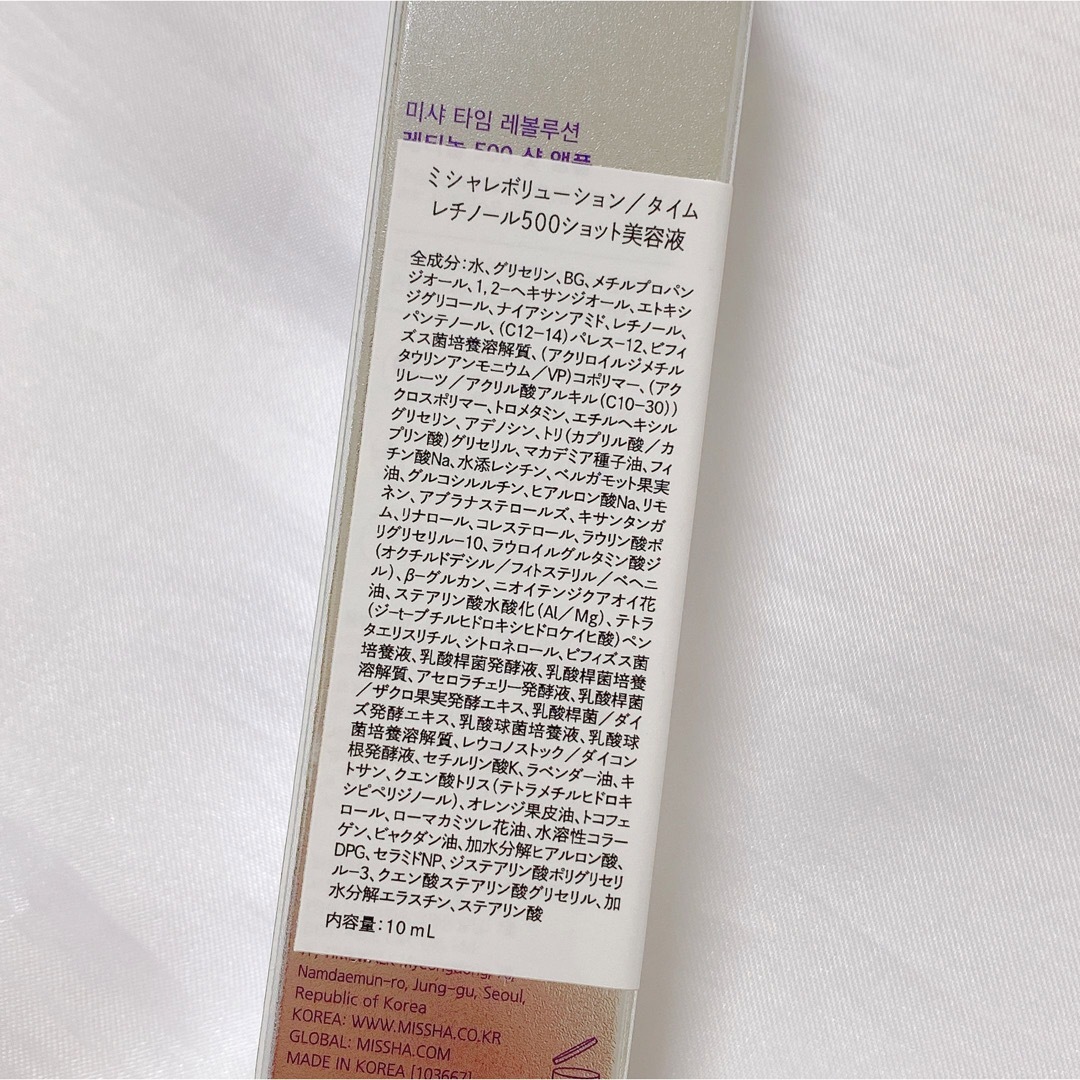 미샤 타임 레볼루션
레티놀 500 샷 앰플
ミシャレボリューション／タイム
レチノール500ショット美容液
全成分：水、グリセリン、BG、メチルプロパン
ジオール、1,2-ヘキサンジオール、エトキシ
ジグリコール、ナイアシンアミド、レチノール、
パンテノール、(C12-14)パレス-12、ビフィ
ズス菌培養溶解質、(アクリロイルジメチル
タウリンアンモニウム／VP)コポリマー、(アク
リレーツ／アクリル酸アルキル(C10-30))
クロスポリマー、トロメタミン、エチルヘキシル
グリセリン、アデノシン、トリ(カプリル酸／カ
プリン酸)グリセリル、マカデミア種子油、フィ
チン酸Na、水添レシチン、ベルガモット果実
油、グルコシルルチン、ヒアルロン酸Na、リモ
ネン、アブラナステロールズ、キサンタンガ
ム、リナロール、コレステロール、ラウリン酸ポ
リグリセリル-10、ラウロイルグルタミン酸ジ
(オクチルドデシル／フィトステリル／ベヘニ
ル)、β-グルカン、ニオイテンジクアオイ花
油、ステアリン酸水酸化(Al／Mg)、テトラ
(ジ-t-ブチルヒドロキシヒドロケイヒ酸)ペン
タエリスリチル、シトロネロール、ビフィズス菌
培養液、乳酸桿菌発酵液、乳酸桿菌培養
溶解質、アセロラチェリー発酵液、乳酸桿菌
／ザクロ果実発酵エキス、乳酸桿菌／ダイ
ズ発酵エキス、乳酸球菌培養液、乳酸球
菌培養溶解質、レウコノストック／ダイコン
根発酵液、セチルリン酸K、ラベンダー油、キ
トサン、クエン酸トリス(テトラメチルヒドロキ
シピペリジノール)、オレンジ果皮油、トコフェ
ロール、ローマカミツレ花油、水溶性コラー
ゲン、ビャクダン油、加水分解ヒアルロン酸、
DPG、セラミドNP、ジステアリン酸ポリグリセリ
ル-3、クエン酸ステアリン酸グリセリル、加
水分解エラスチン、ステアリン酸
内容量：10mL
Namdaemun-ro, Jung-gu, Seoul,
Republic of Korea
KOREA: WWW.MISSHA.CO.KR
GLOBAL: MISSHA.COM
MADE IN KOREA [103667]